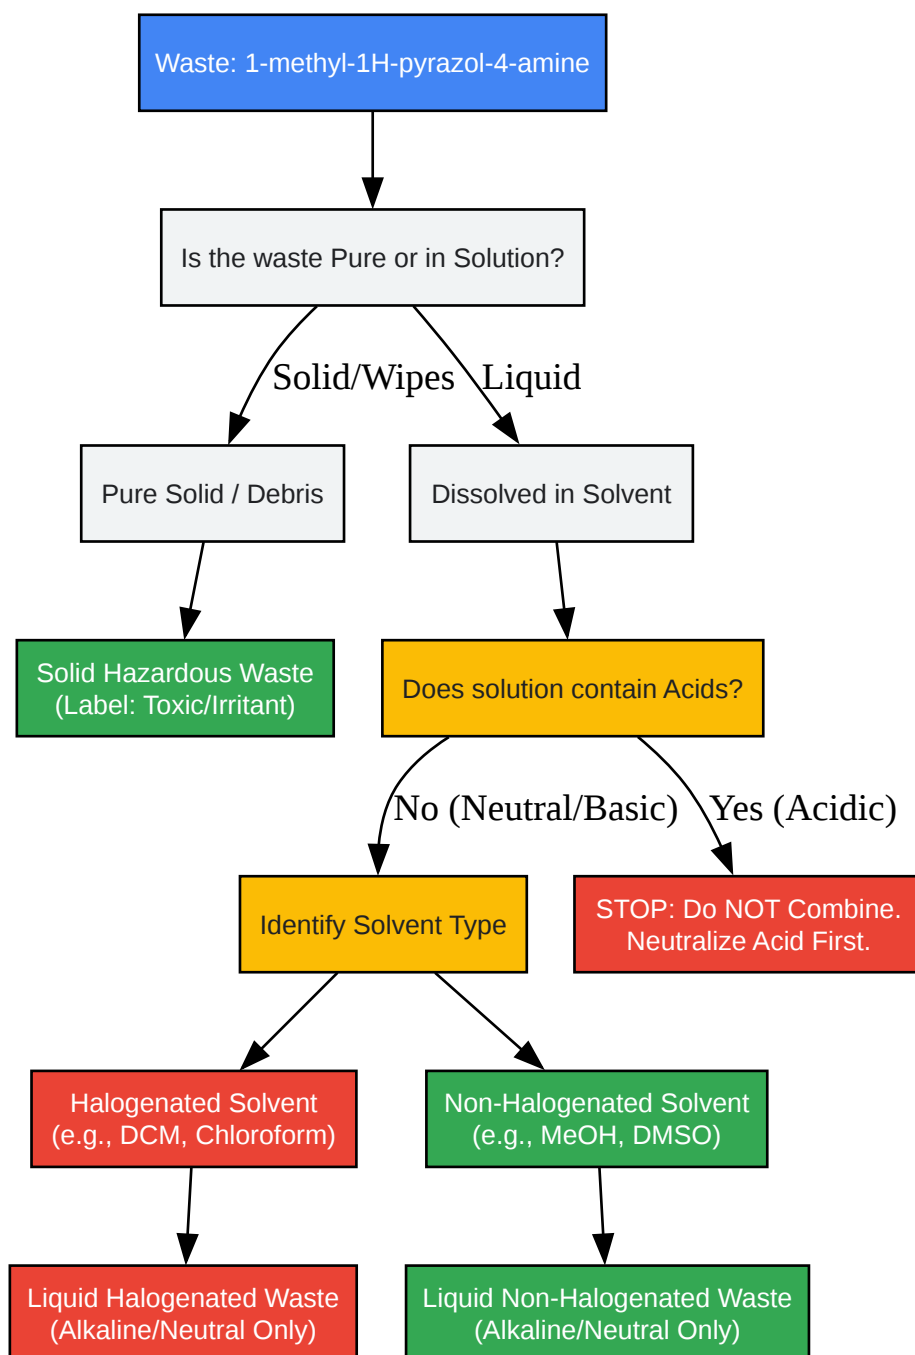 Waste: 1-methyl-1H-pyrazol-4-amine
Is the waste Pure or in Solution?
Solid/Wipes
Liquid
Pure Solid / Debris
Dissolved in Solvent
Solid Hazardous Waste
(Label: Toxic/Irritant)
Does solution contain Acids?
No (Neutral/Basic)
Yes (Acidic)
Identify Solvent Type
STOP: Do NOT Combine.
Neutralize Acid First.
Halogenated Solvent
(e.g., DCM, Chloroform)
Non-Halogenated Solvent
(e.g., MeOH, DMSO)
Liquid Halogenated Waste
(Alkaline/Neutral Only)
Liquid Non-Halogenated Waste
(Alkaline/Neutral Only)